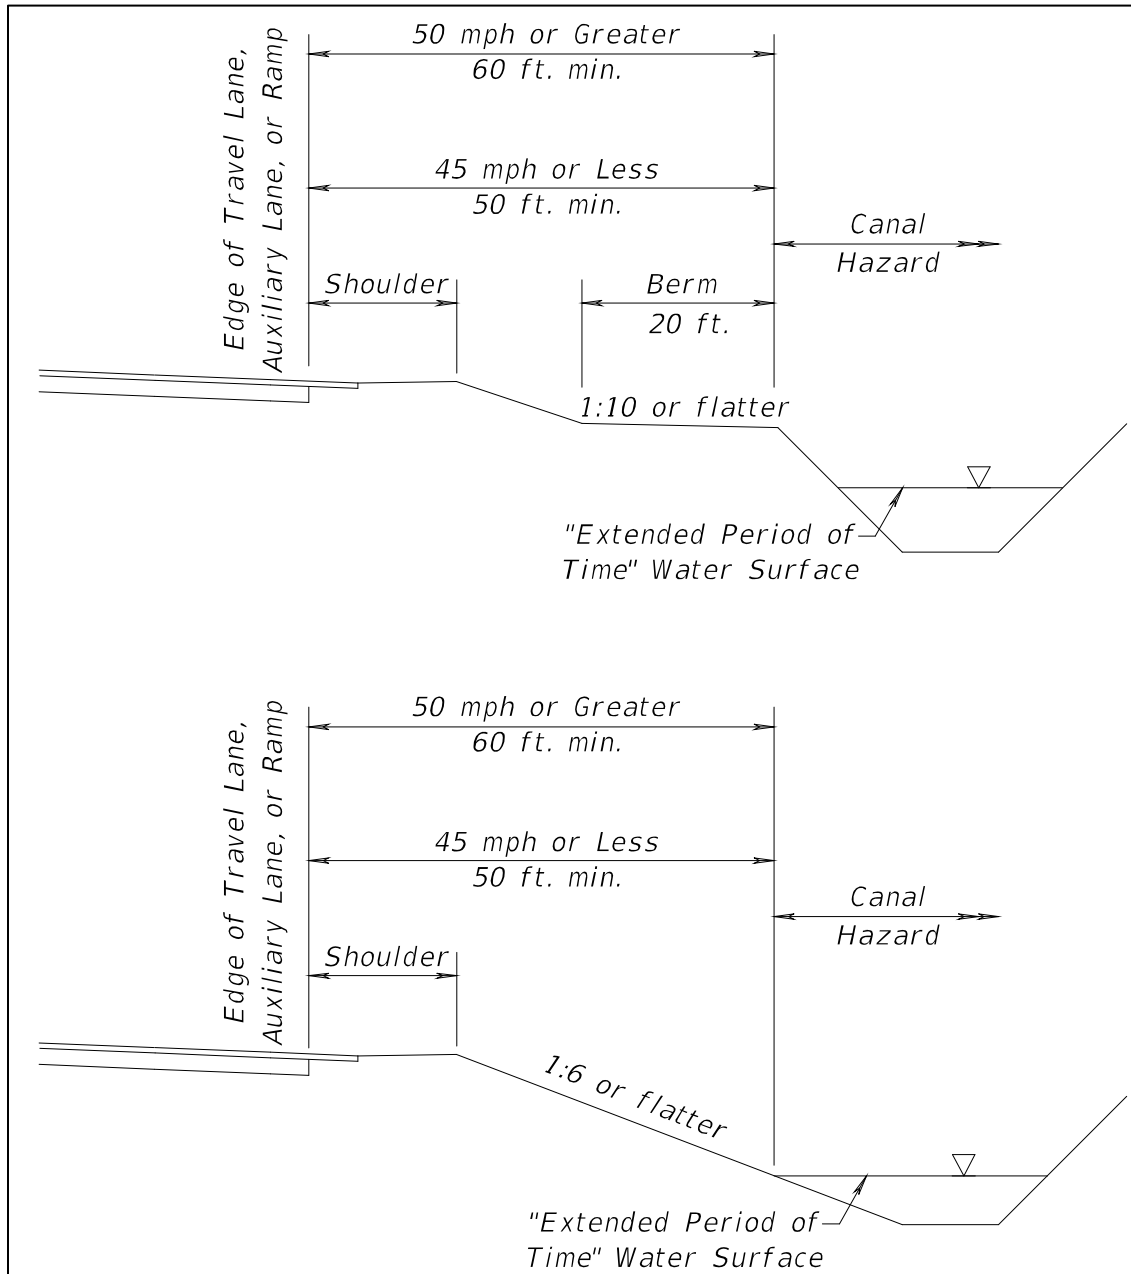 50 mph or Greater
60 ft. min.
Edge of Travel Lane,
Auxiliary Lane, or Ramp
45 mph or Less
50 ft. min.
Canal
Hazard
Shoulder
Berm
20 ft.
1:10 or flatter
"Extended Period of
Time" Water Surface
50 mph or Greater
60 ft. min.
Edge of Travel Lane,
Auxiliary Lane, or Ramp
45 mph or Less
50 ft. min.
Canal
Hazard
Shoulder
1:6 or flatter
"Extended Period of
Time" Water Surface